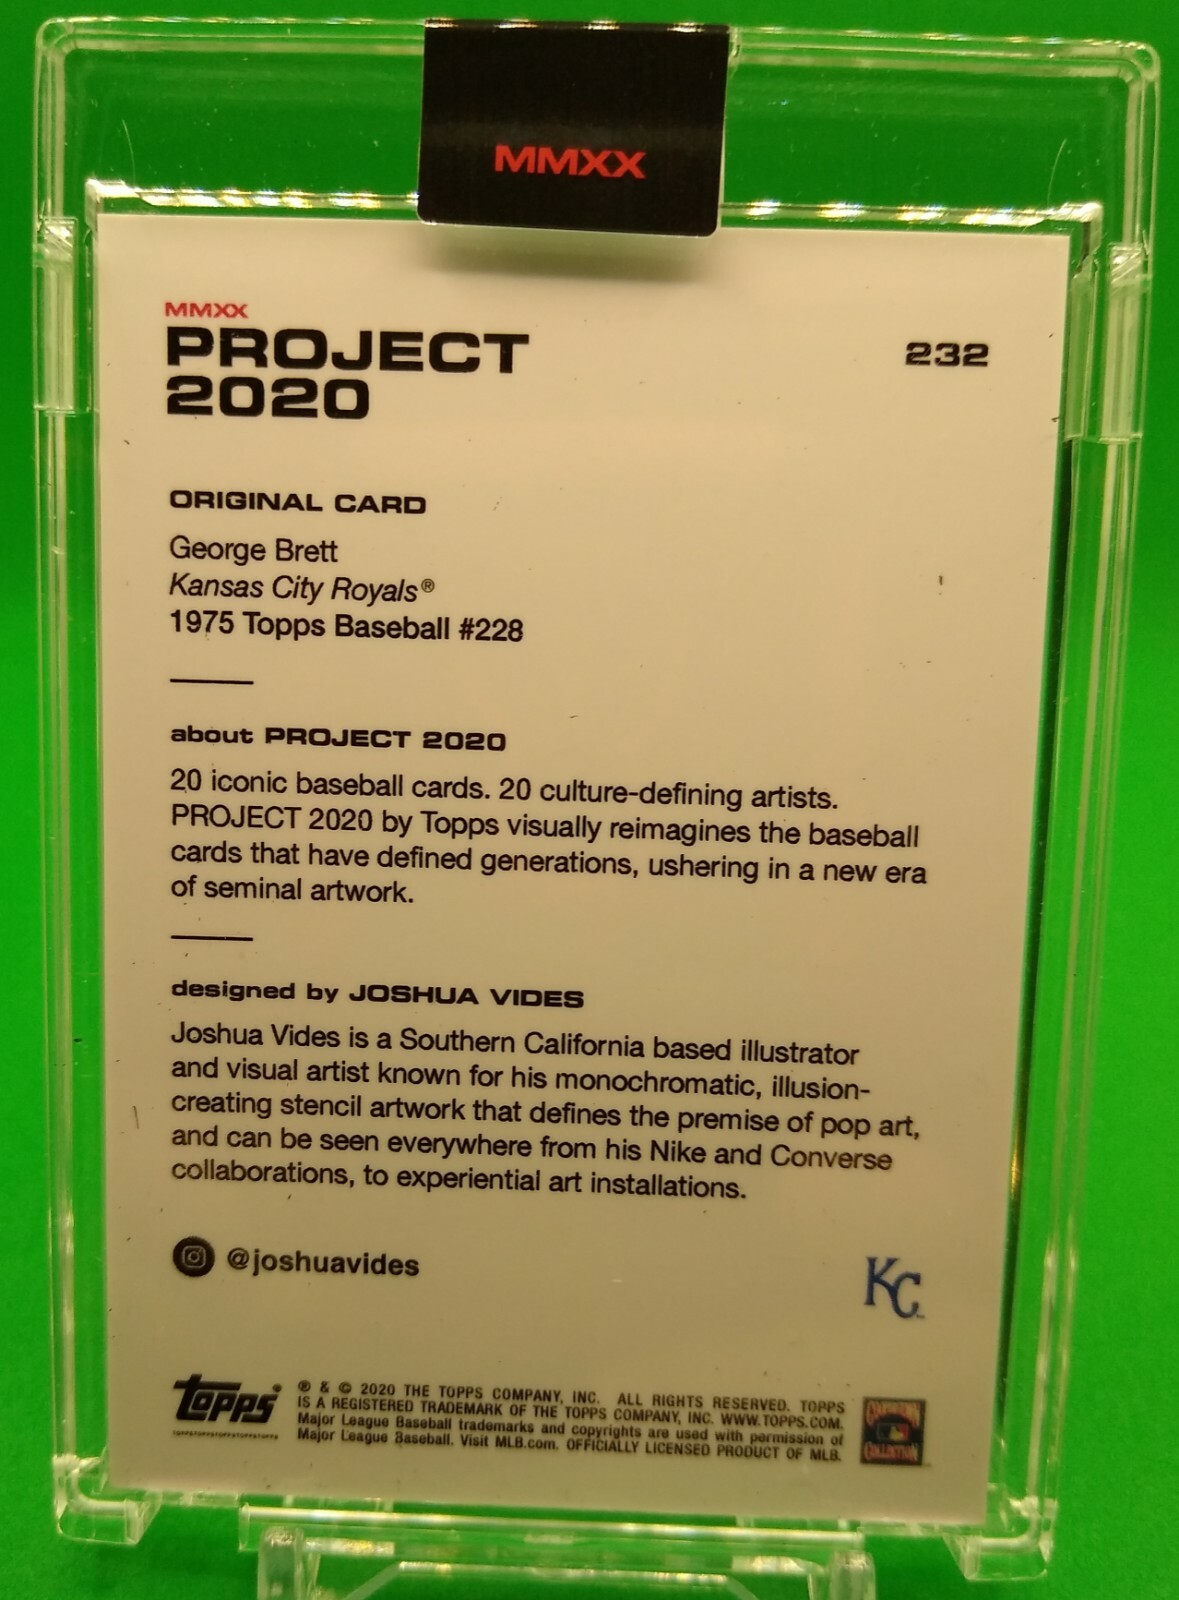 MMXX
MMXX
PROJECT
2020
232
ORIGINAL CARD
George Brett
Kansas City Royals®
1975 Topps Baseball #228
about PROJECT 2020
20 iconic baseball cards. 20 culture-defining artists.
PROJECT 2020 by Topps visually reimagines the baseball
cards that have defined generations, ushering in a new era
of seminal artwork.
designed by JOSHUA VIDES
Joshua Vides is a Southern California based illustrator
and visual artist known for his monochromatic, illusion-
creating stencil artwork that defines the premise of pop art,
and can be seen everywhere from his Nike and Converse
collaborations, to experiential art installations.
@joshuavides
KC
topps®
® & © 2020 THE TOPPS COMPANY, INC. ALL RIGHTS RESERVED. TOPPS
IS A REGISTERED TRADEMARK OF THE TOPPS COMPANY, INC. WWW.TOPPS.COM.
Major League Baseball trademarks and copyrights are used with permission of
Major League Baseball. Visit MLB.com. OFFICIALLY LICENSED PRODUCT OF MLB.
COLLECTION